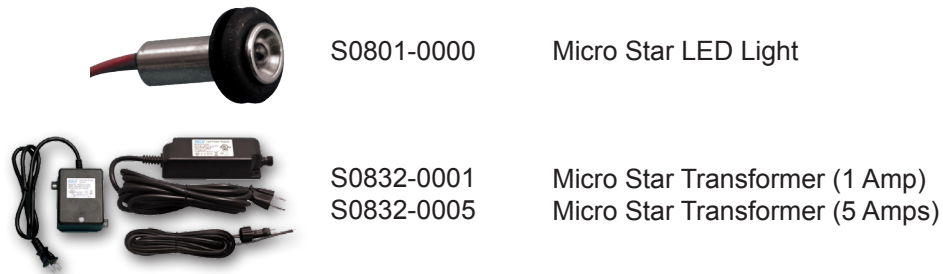 S0801-0000 Micro Star LED Light
S0832-0001 Micro Star Transformer (1 Amp)
S0832-0005 Micro Star Transformer (5 Amps)